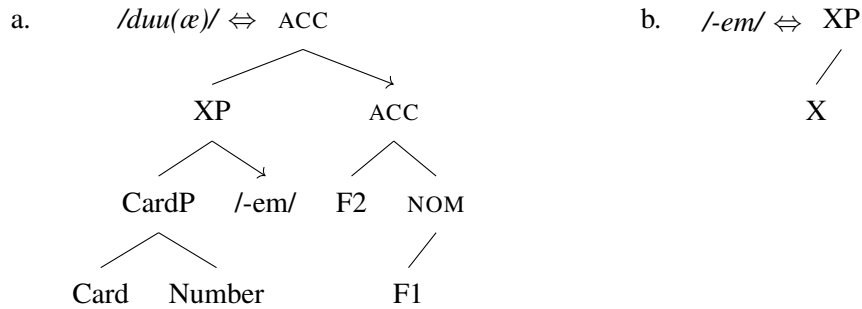 a. /duu(æ)/ ⇔ ACC b. /-em/ ⇔ XP
XP ACC X
CardP /-em/ F2 NOM
Card Number F1